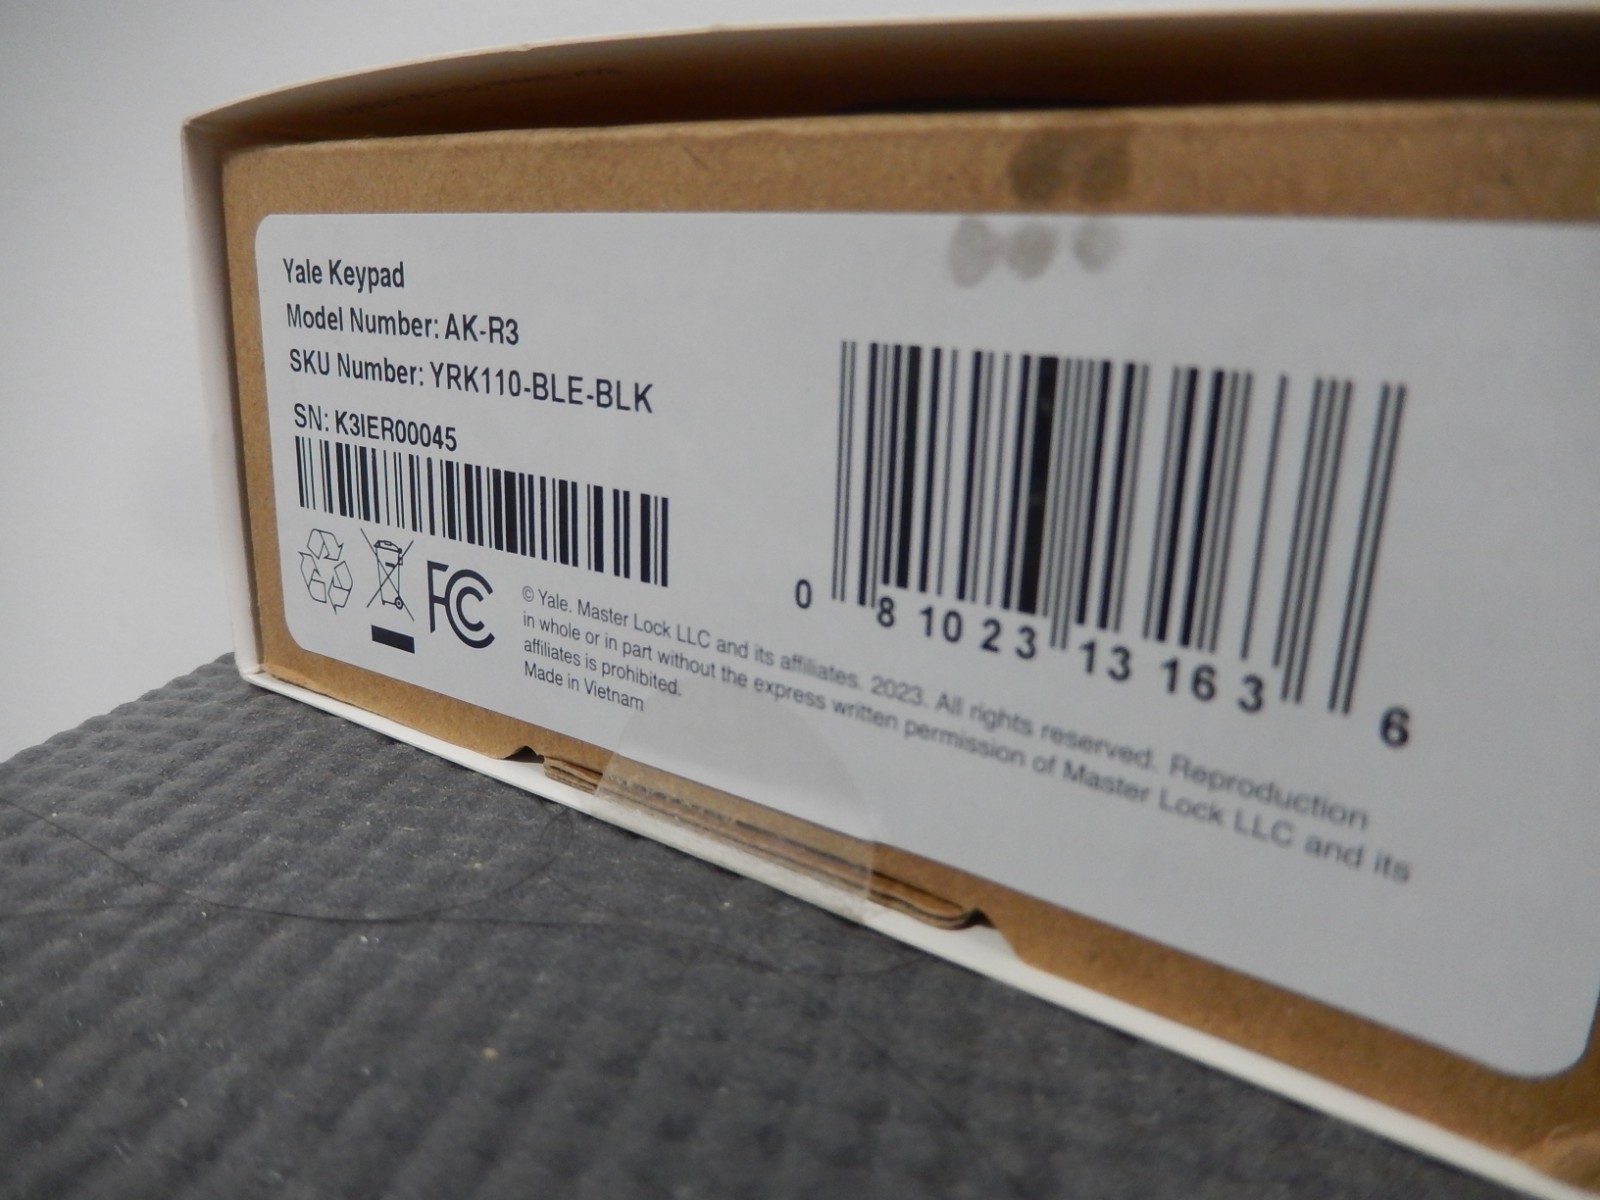 Yale Keypad
Model Number: AK-R3
SKU Number: YRK110-BLE-BLK
SN: K3IER00045
FC
© Yale. Master Lock LLC and its affiliates. 2023. All rights reserved. Reproduction
in whole or in part without the express written permission of Master Lock LLC and its
affiliates is prohibited.
Made in Vietnam
0 81023 13163 6